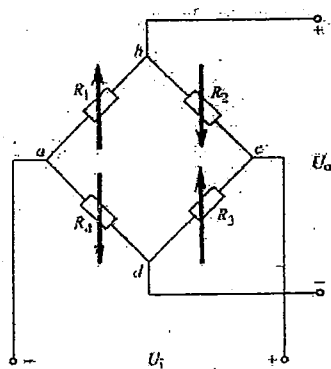 +
b
R₁ R₂
a c
Uₒ
R₄ R₃
d
−
− Uᵢ +